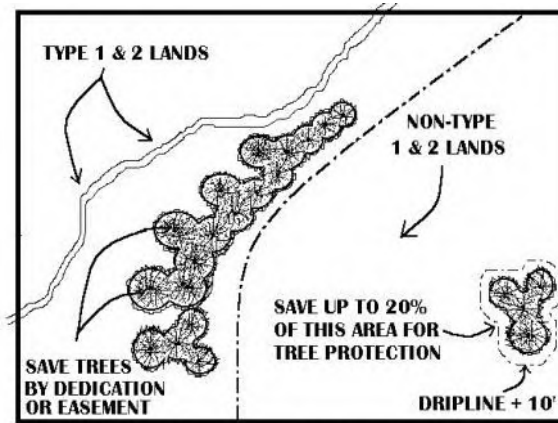 TYPE 1 & 2 LANDS
NON-TYPE
1 & 2 LANDS
SAVE UP TO 20%
OF THIS AREA FOR
TREE PROTECTION
SAVE TREES
BY DEDICATION
OR EASEMENT
DRIPLINE + 10'